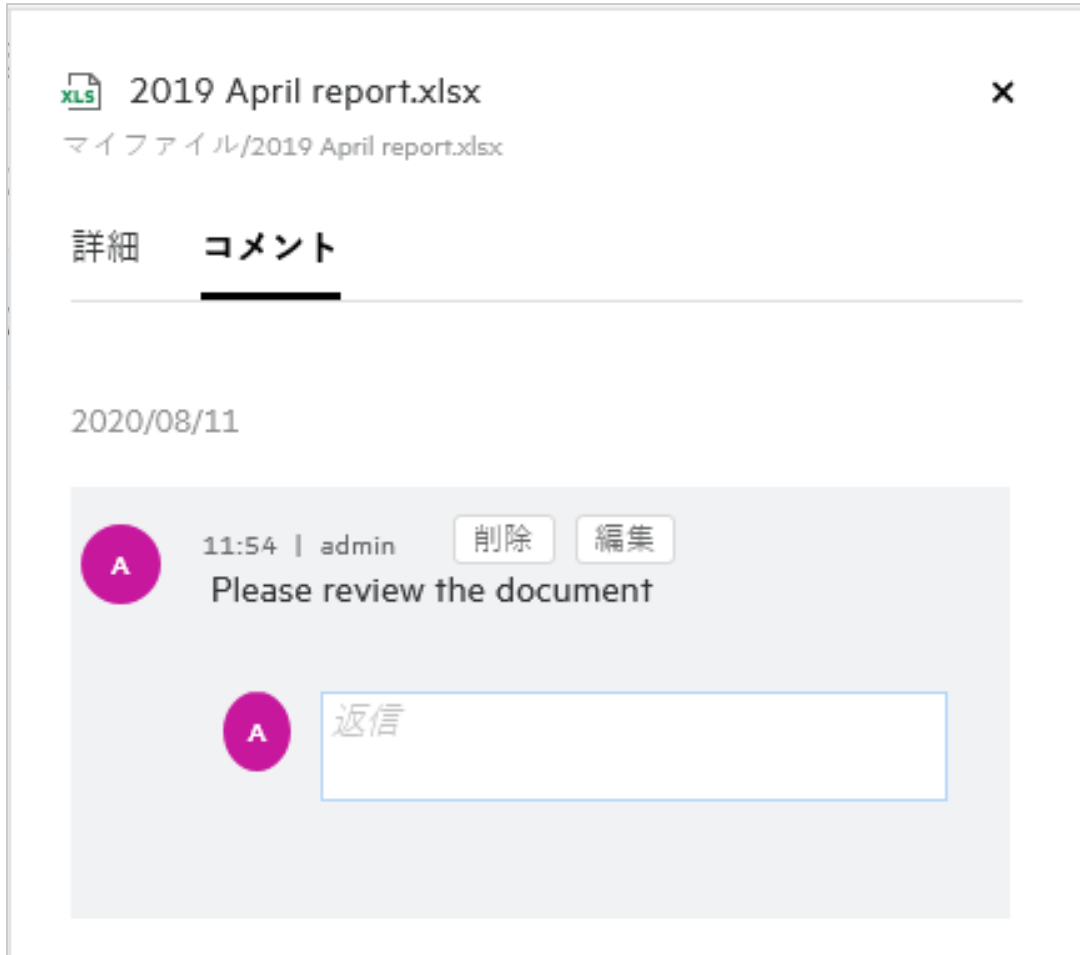 XLS 2019 April report.xlsx ×
マイファイル/2019 April report.xlsx
詳細 コメント
2020/08/11
A 11:54 | admin 削除 編集
Please review the document
A 返信